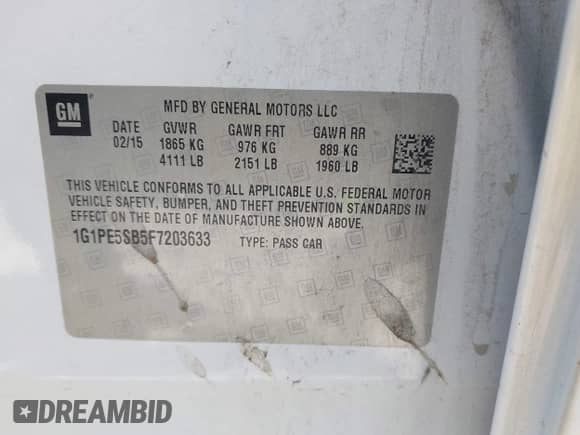 GM
MFD BY GENERAL MOTORS LLC
DATE GVWR GAWR FRT GAWR RR
02/15 1865 KG 976 KG 889 KG
4111 LB 2151 LB 1960 LB
THIS VEHICLE CONFORMS TO ALL APPLICABLE U.S. FEDERAL MOTOR
VEHICLE SAFETY, BUMPER, AND THEFT PREVENTION STANDARDS IN
EFFECT ON THE DATE OF MANUFACTURE SHOWN ABOVE.
1G1PE5SB5F7203633 TYPE: PASS CAR
DREAMBID